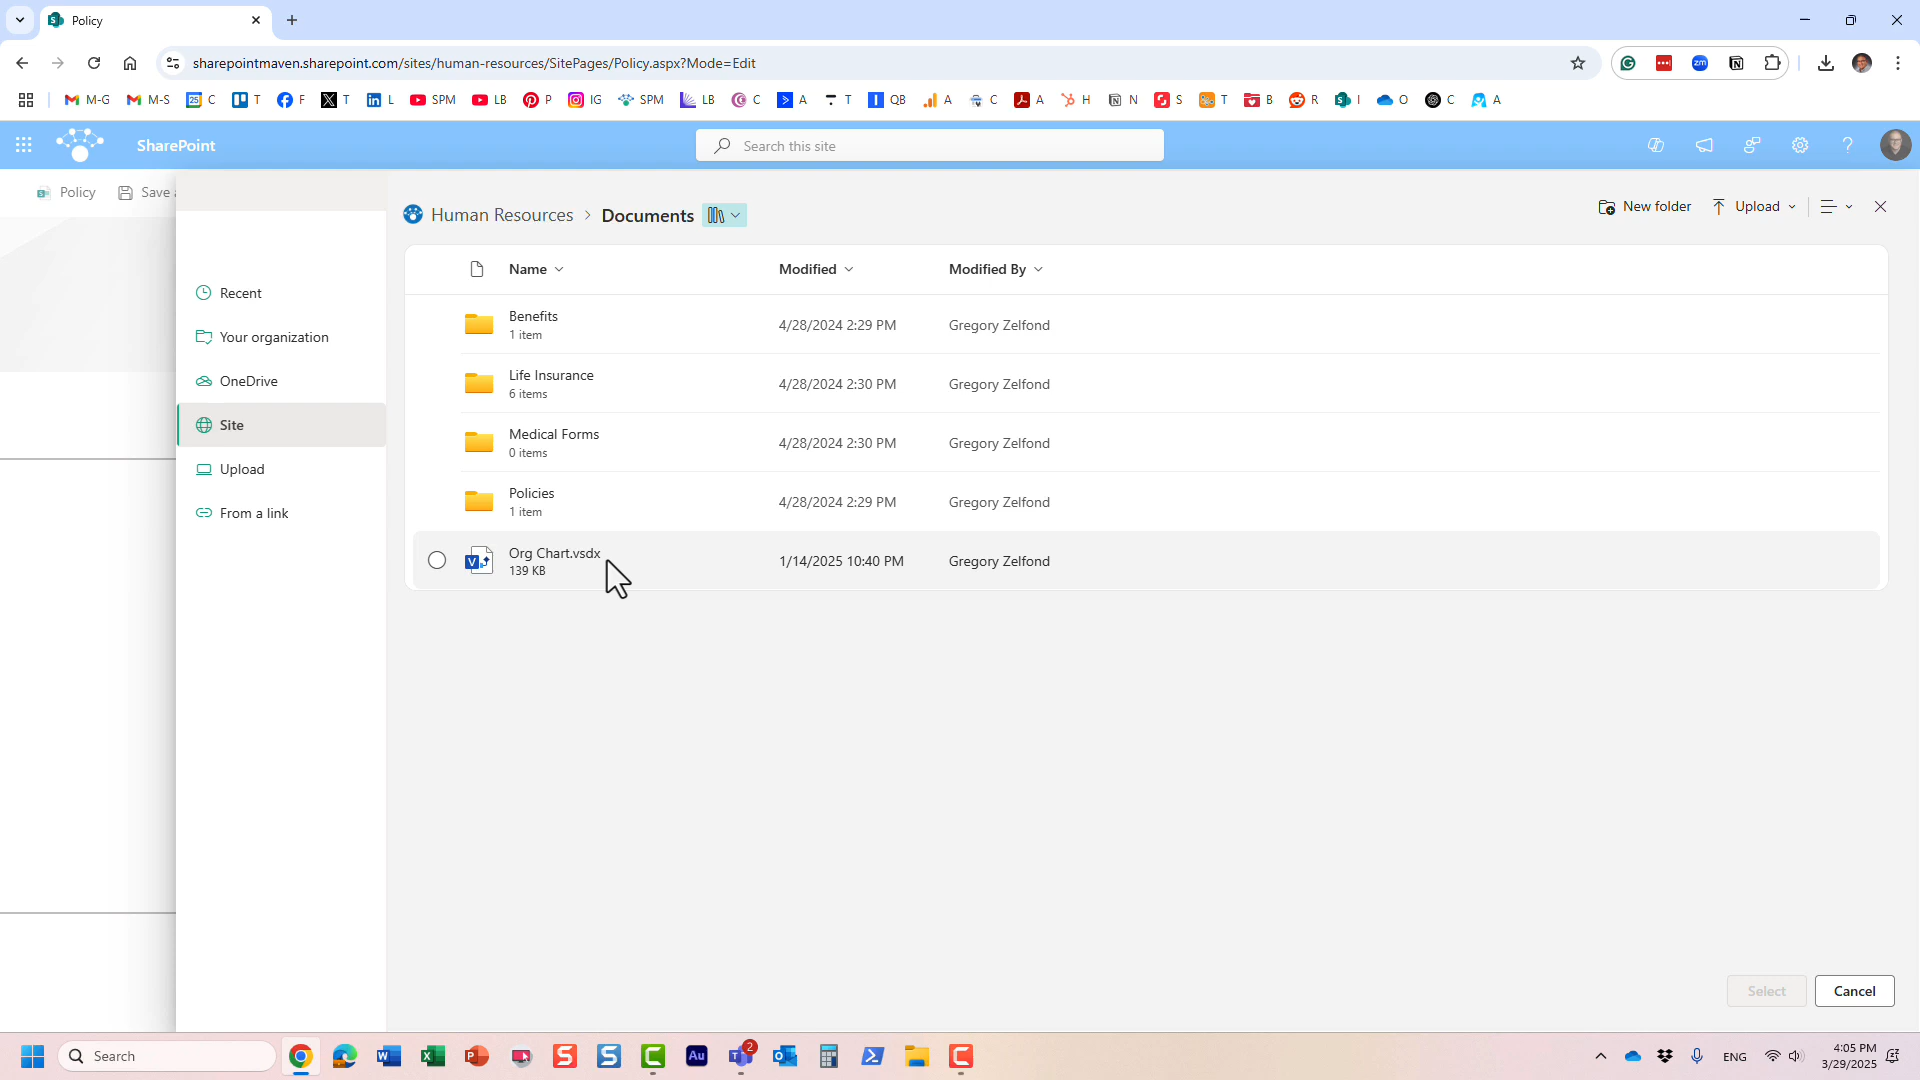 Policy
sharepointmaven.sharepoint.com/sites/human-resources/SitePages/Policy.aspx?Mode=Edit
M-G M-S C T F T L SPM LB P IG SPM LB C A T QB A C A H N S T B R I O C A
SharePoint
Search this site
Policy Save
Human Resources > Documents
New folder Upload
Name Modified Modified By
Recent
Your organization
OneDrive
Site
Upload
From a link
Benefits 4/28/2024 2:29 PM Gregory Zelfond
1 item
Life Insurance 4/28/2024 2:30 PM Gregory Zelfond
6 items
Medical Forms 4/28/2024 2:30 PM Gregory Zelfond
0 items
Policies 4/28/2024 2:29 PM Gregory Zelfond
1 item
Org Chart.vsdx 1/14/2025 10:40 PM Gregory Zelfond
139 KB
Select Cancel
Search
ENG
4:05 PM
3/29/2025